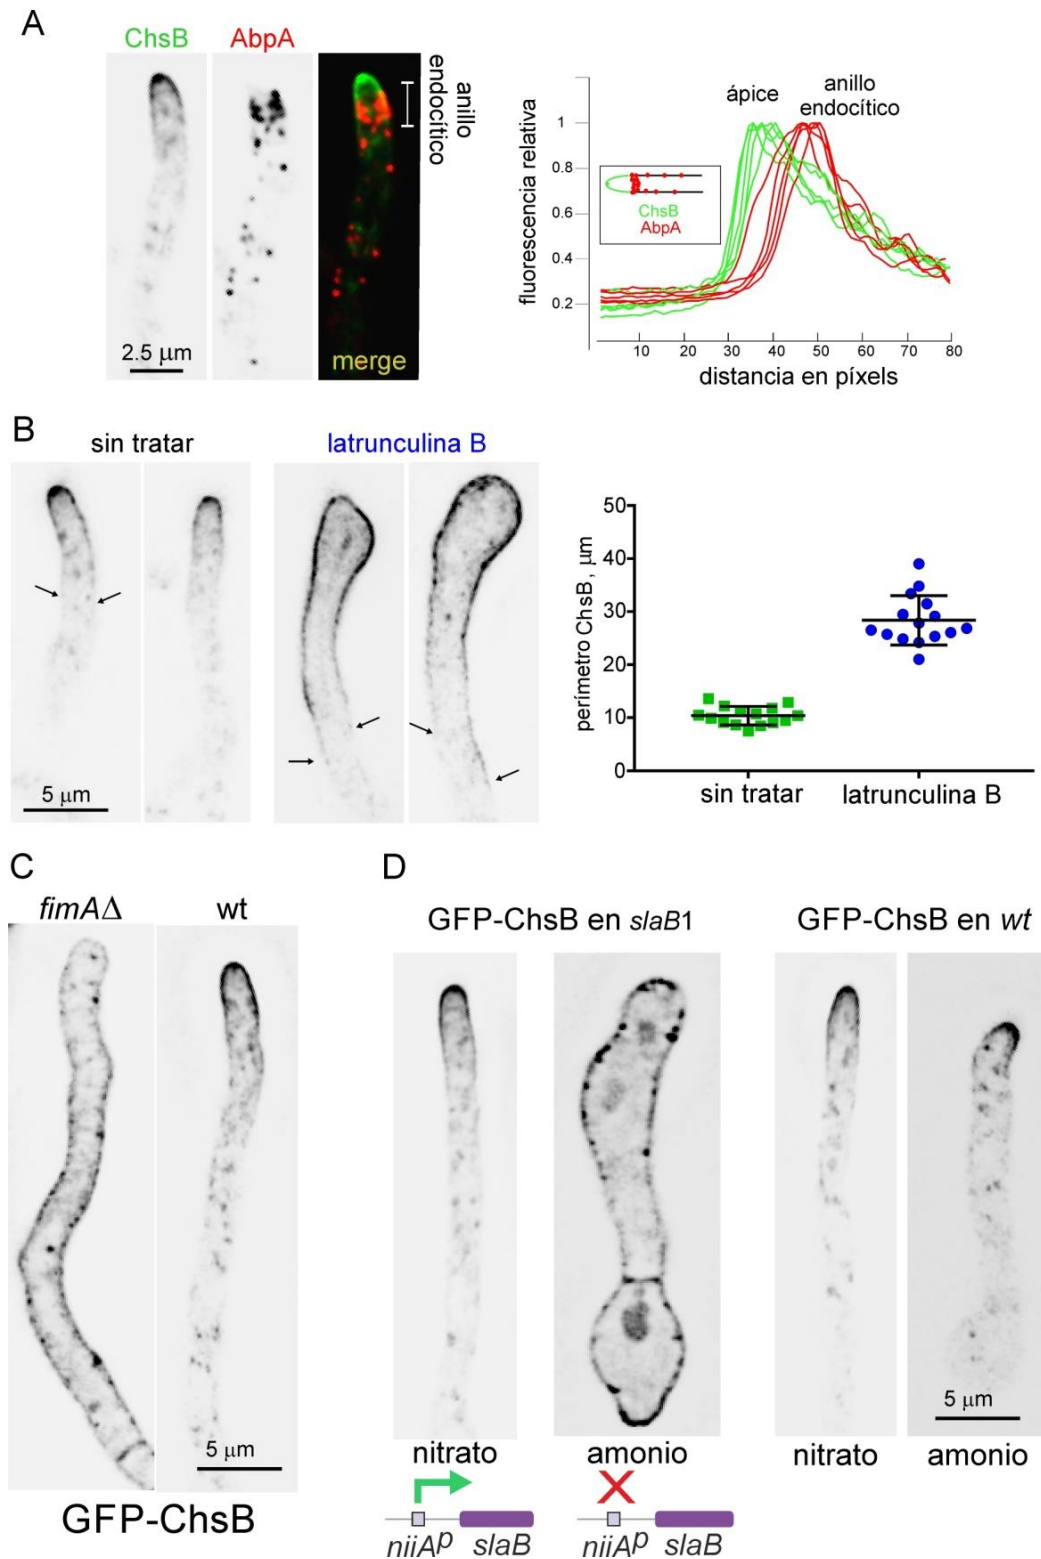 A
ChsB
AbpA
anillo
endocítico
2.5 µm
merge
fluorescencia relativa
1
0.8
0.6
0.4
0.2
ápice
anillo
endocítico
ChsB
AbpA
10 20 30 40 50 60 70 80
distancia en píxels
B
sin tratar
latrunculina B
5 µm
perímetro ChsB, µm
50
40
30
20
10
0
sin tratar
latrunculina B
C
fimAΔ
wt
5 µm
GFP-ChsB
D
GFP-ChsB en slaB1
GFP-ChsB en wt
5 µm
nitrato
amonio
nitrato
amonio
niiAp
slaB
niiAp
slaB